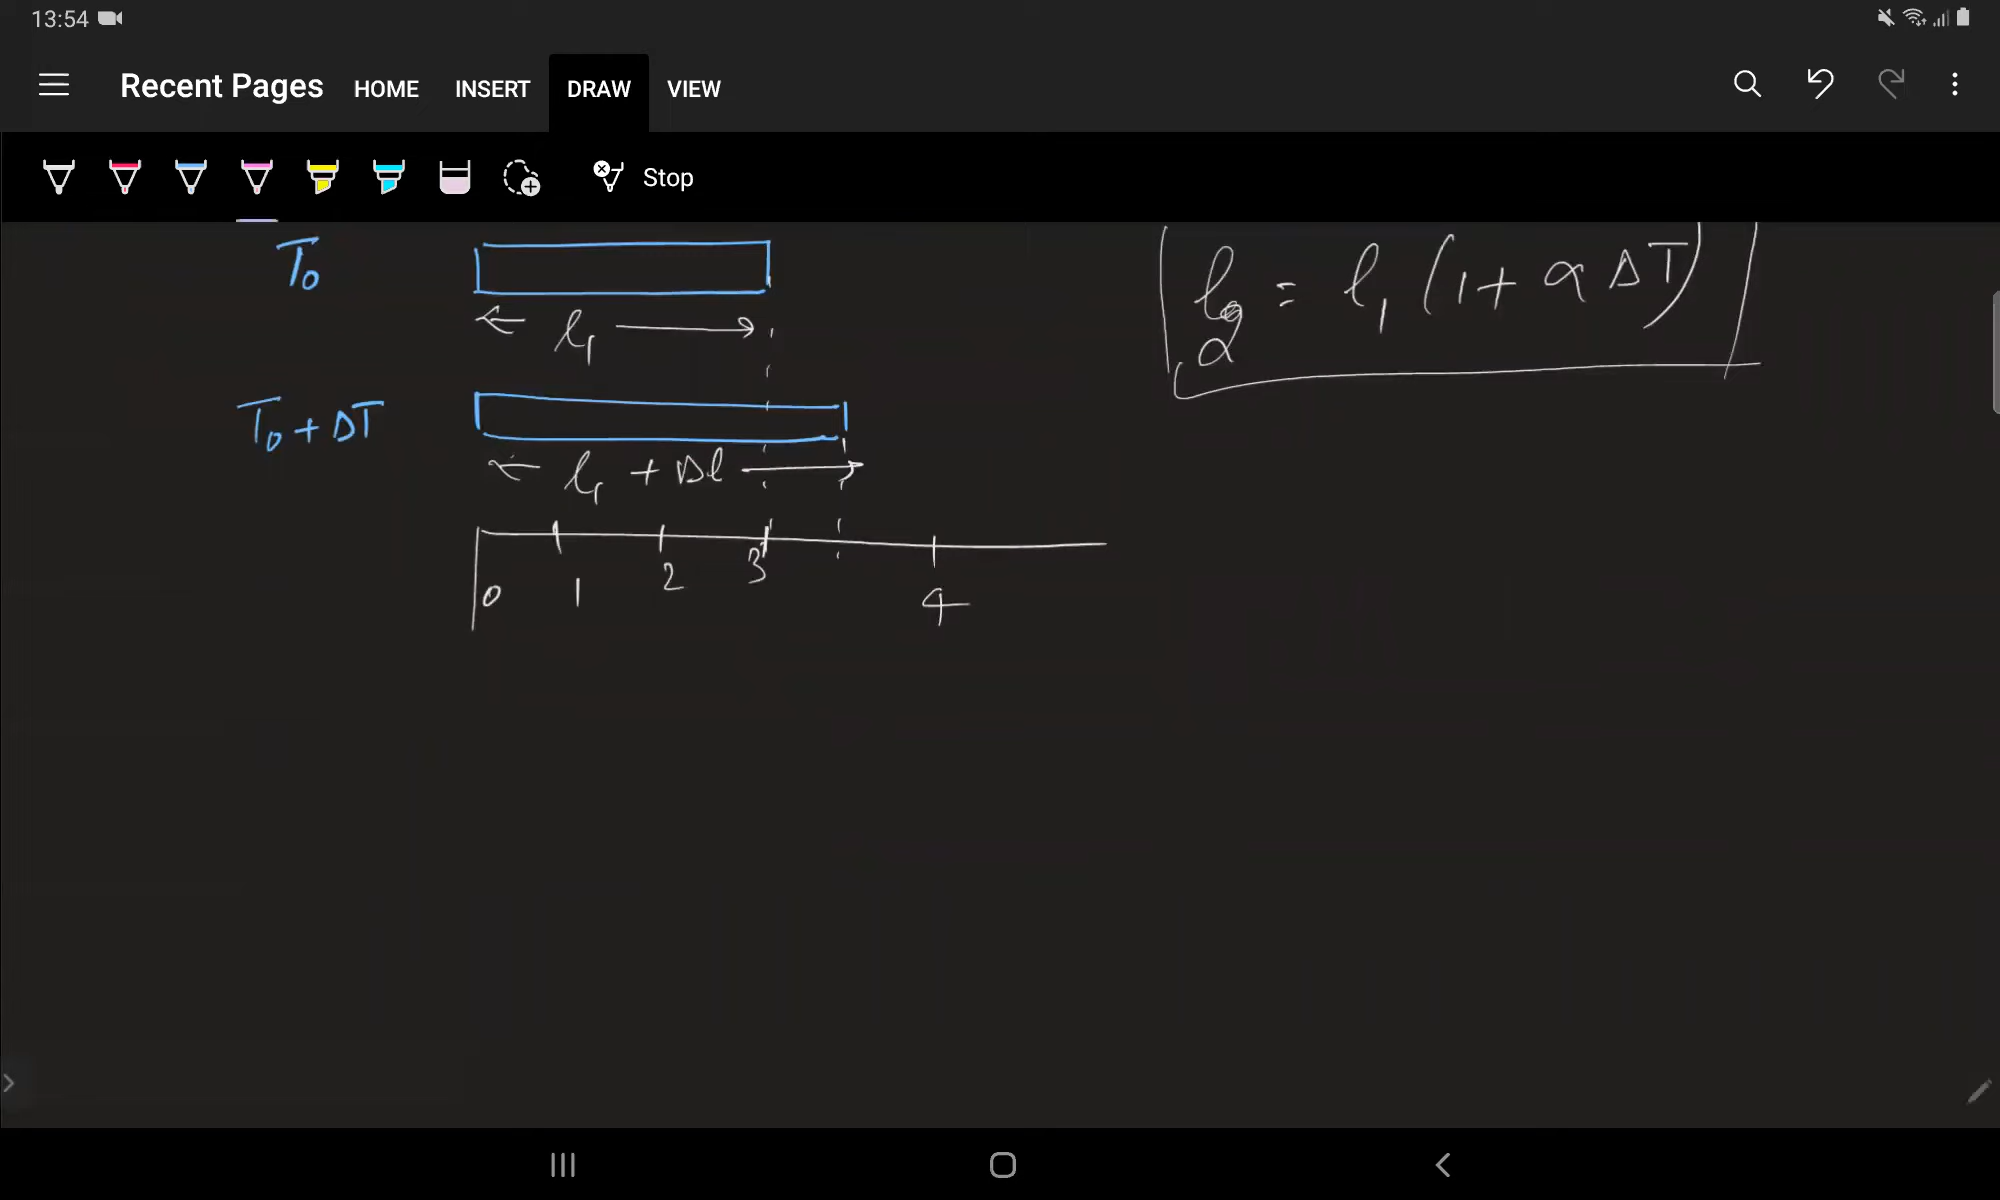 13:54
Recent Pages HOME INSERT DRAW VIEW
Stop
T₀
l₁
l₂ = l₁ (1 + α ΔT)
T₀ + ΔT
l₁ + Δl
0 1 2 3 4